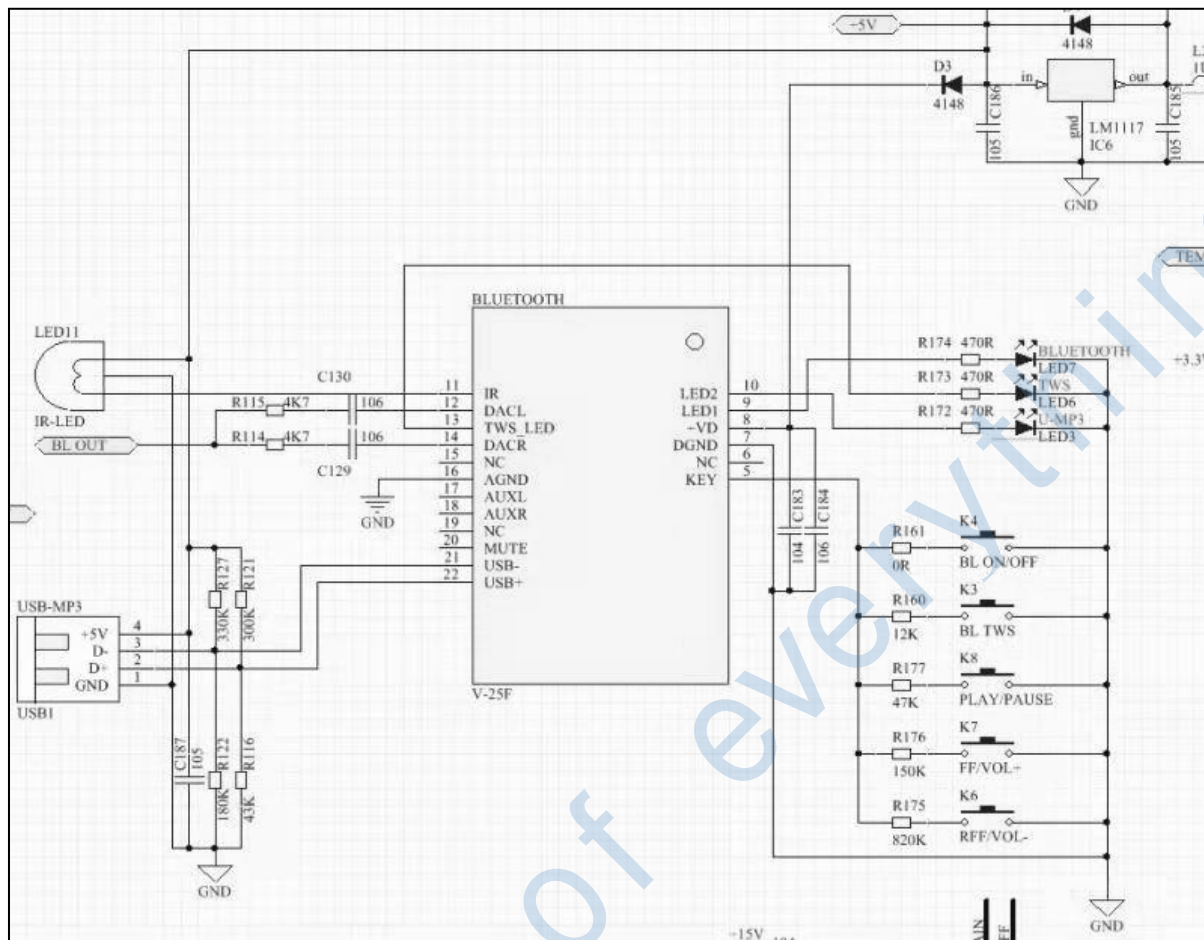 +5V
4148
D3
4148
in
out
C186
105
gnd
LM1117
IC6
C185
105
GND
BLUETOOTH
LED11
IR-LED
BL OUT
C130
R115
4K7
106
R114
4K7
106
C129
11
IR
12
DACL
13
TWS_LED
14
DACR
15
NC
16
AGND
17
AUXL
18
AUXR
19
NC
20
MUTE
21
USB-
22
USB+
GND
LED2
10
LED1
9
+VD
8
DGND
7
NC
6
KEY
5
V-25F
R174 470R
BLUETOOTH
LED7
R173 470R
TWS
LED6
R172 470R
U-MP3
LED3
+3.3V
C183
104
C184
106
R161
0R
K4
BL ON/OFF
R160
12K
K3
BL TWS
R177
47K
K8
PLAY/PAUSE
R176
150K
K7
FF/VOL+
R175
820K
K6
RFF/VOL-
GND
USB-MP3
+5V
4
D-
3
D+
2
GND
1
USB1
R127
330K
R121
300K
C187
105
R122
180K
R116
43K
GND
of everythin